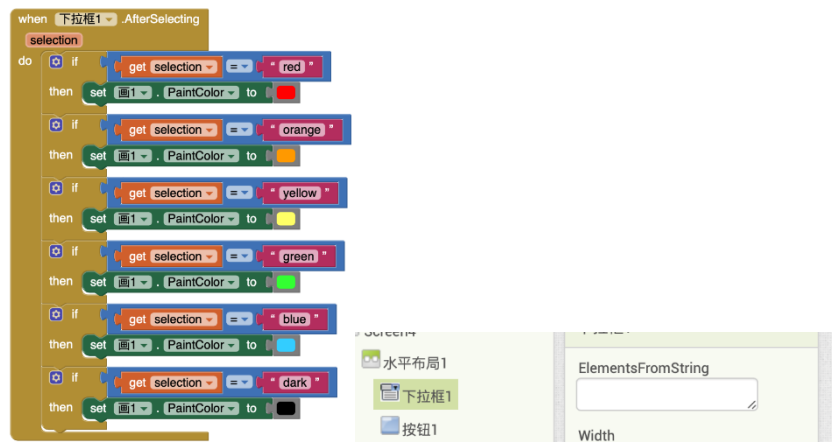 when 下拉框1 .AfterSelecting
selection
do if get selection = " red "
then set 画1 . PaintColor to
if get selection = " orange "
then set 画1 . PaintColor to
if get selection = " yellow "
then set 画1 . PaintColor to
if get selection = " green "
then set 画1 . PaintColor to
if get selection = " blue "
then set 画1 . PaintColor to
if get selection = " dark "
then set 画1 . PaintColor to
Screen4
水平布局1
下拉框1
按钮1
ElementsFromString
Width